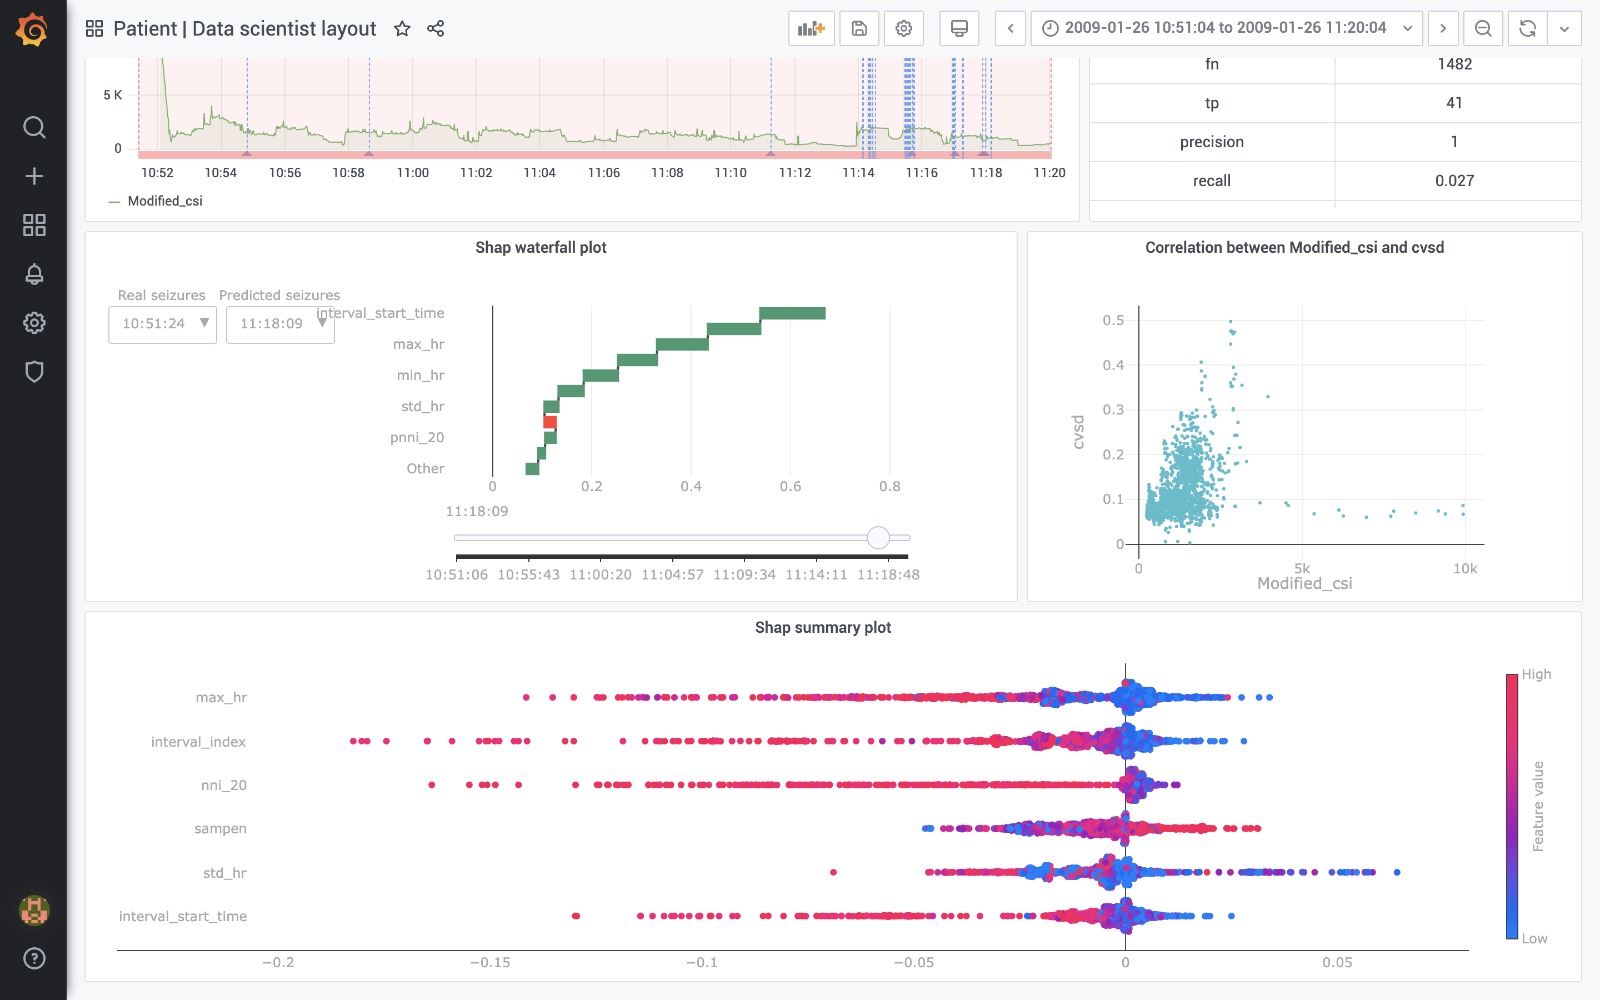 Patient | Data scientist layout
2009-01-26 10:51:04 to 2009-01-26 11:20:04
5 K
0
10:52 10:54 10:56 10:58 11:00 11:02 11:04 11:06 11:08 11:10 11:12 11:14 11:16 11:18 11:20
Modified_csi
fn 1482
tp 41
precision 1
recall 0.027
Shap waterfall plot
Real seizures Predicted seizures
10:51:24 ▼ 11:18:09 ▼
interval_start_time
max_hr
min_hr
std_hr
pnni_20
Other
0 0.2 0.4 0.6 0.8
11:18:09
10:51:06 10:55:43 11:00:20 11:04:57 11:09:34 11:14:11 11:18:48
Correlation between Modified_csi and cvsd
0.5
0.4
0.3
0.2
0.1
0
cvsd
0 5k 10k
Modified_csi
Shap summary plot
max_hr
interval_index
nni_20
sampen
std_hr
interval_start_time
−0.2 −0.15 −0.1 −0.05 0 0.05
High
Feature value
Low